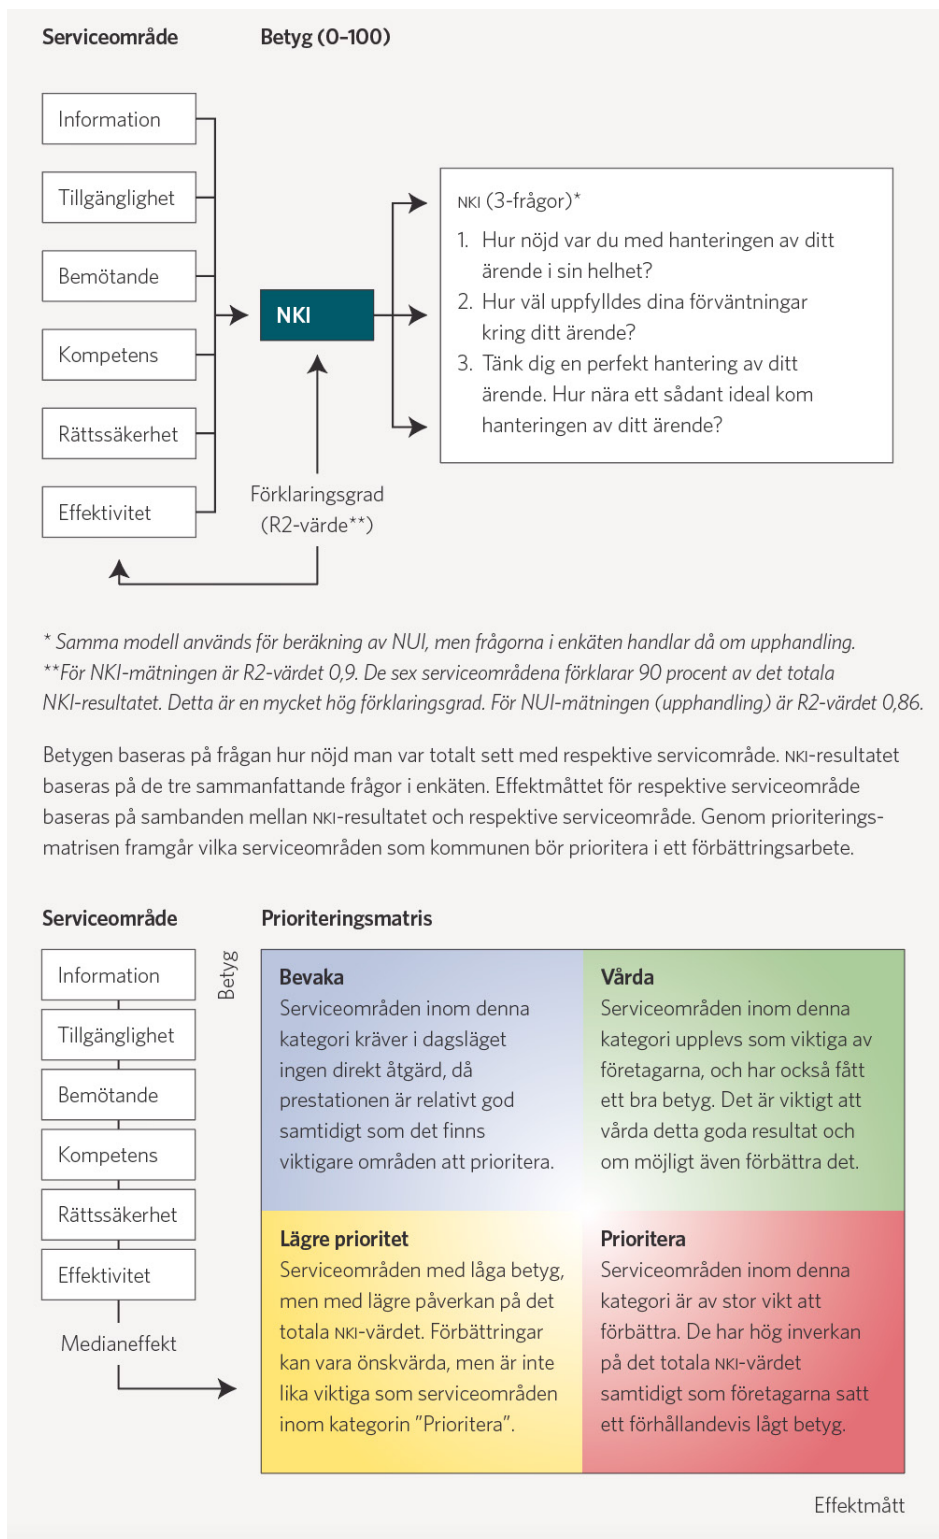 Serviceområde
Betyg (0–100)
Information
Tillgänglighet
Bemötande
Kompetens
Rättssäkerhet
Effektivitet
NKI
Förklaringsgrad
(R2-värde**)
NKI (3-frågor)*
1. Hur nöjd var du med hanteringen av ditt
ärende i sin helhet?
2. Hur väl uppfylldes dina förväntningar
kring ditt ärende?
3. Tänk dig en perfekt hantering av ditt
ärende. Hur nära ett sådant ideal kom
hanteringen av ditt ärende?
* Samma modell används för beräkning av NUI, men frågorna i enkäten handlar då om upphandling.
**För NKI-mätningen är R2-värdet 0,9. De sex serviceområdena förklarar 90 procent av det totala
NKI-resultatet. Detta är en mycket hög förklaringsgrad. För NUI-mätningen (upphandling) är R2-värdet 0,86.
Betygen baseras på frågan hur nöjd man var totalt sett med respektive servicområde. NKI-resultatet
baseras på de tre sammanfattande frågor i enkäten. Effektmåttet för respektive serviceområde
baseras på sambanden mellan NKI-resultatet och respektive serviceområde. Genom prioriterings-
matrisen framgår vilka serviceområden som kommunen bör prioritera i ett förbättringsarbete.
Serviceområde
Information
Tillgänglighet
Bemötande
Kompetens
Rättssäkerhet
Effektivitet
Medianeffekt
Prioriteringsmatris
Betyg
Bevaka
Serviceområden inom denna
kategori kräver i dagsläget
ingen direkt åtgärd, då
prestationen är relativt god
samtidigt som det finns
viktigare områden att prioritera.
Vårda
Serviceområden inom denna
kategori upplevs som viktiga av
företagarna, och har också fått
ett bra betyg. Det är viktigt att
vårda detta goda resultat och
om möjligt även förbättra det.
Lägre prioritet
Serviceområden med låga betyg,
men med lägre påverkan på det
totala NKI-värdet. Förbättringar
kan vara önskvärda, men är inte
lika viktiga som serviceområden
inom kategorin ”Prioritera”.
Prioritera
Serviceområden inom denna
kategori är av stor vikt att
förbättra. De har hög inverkan
på det totala NKI-värdet
samtidigt som företagarna satt
ett förhållandevis lågt betyg.
Effektmått